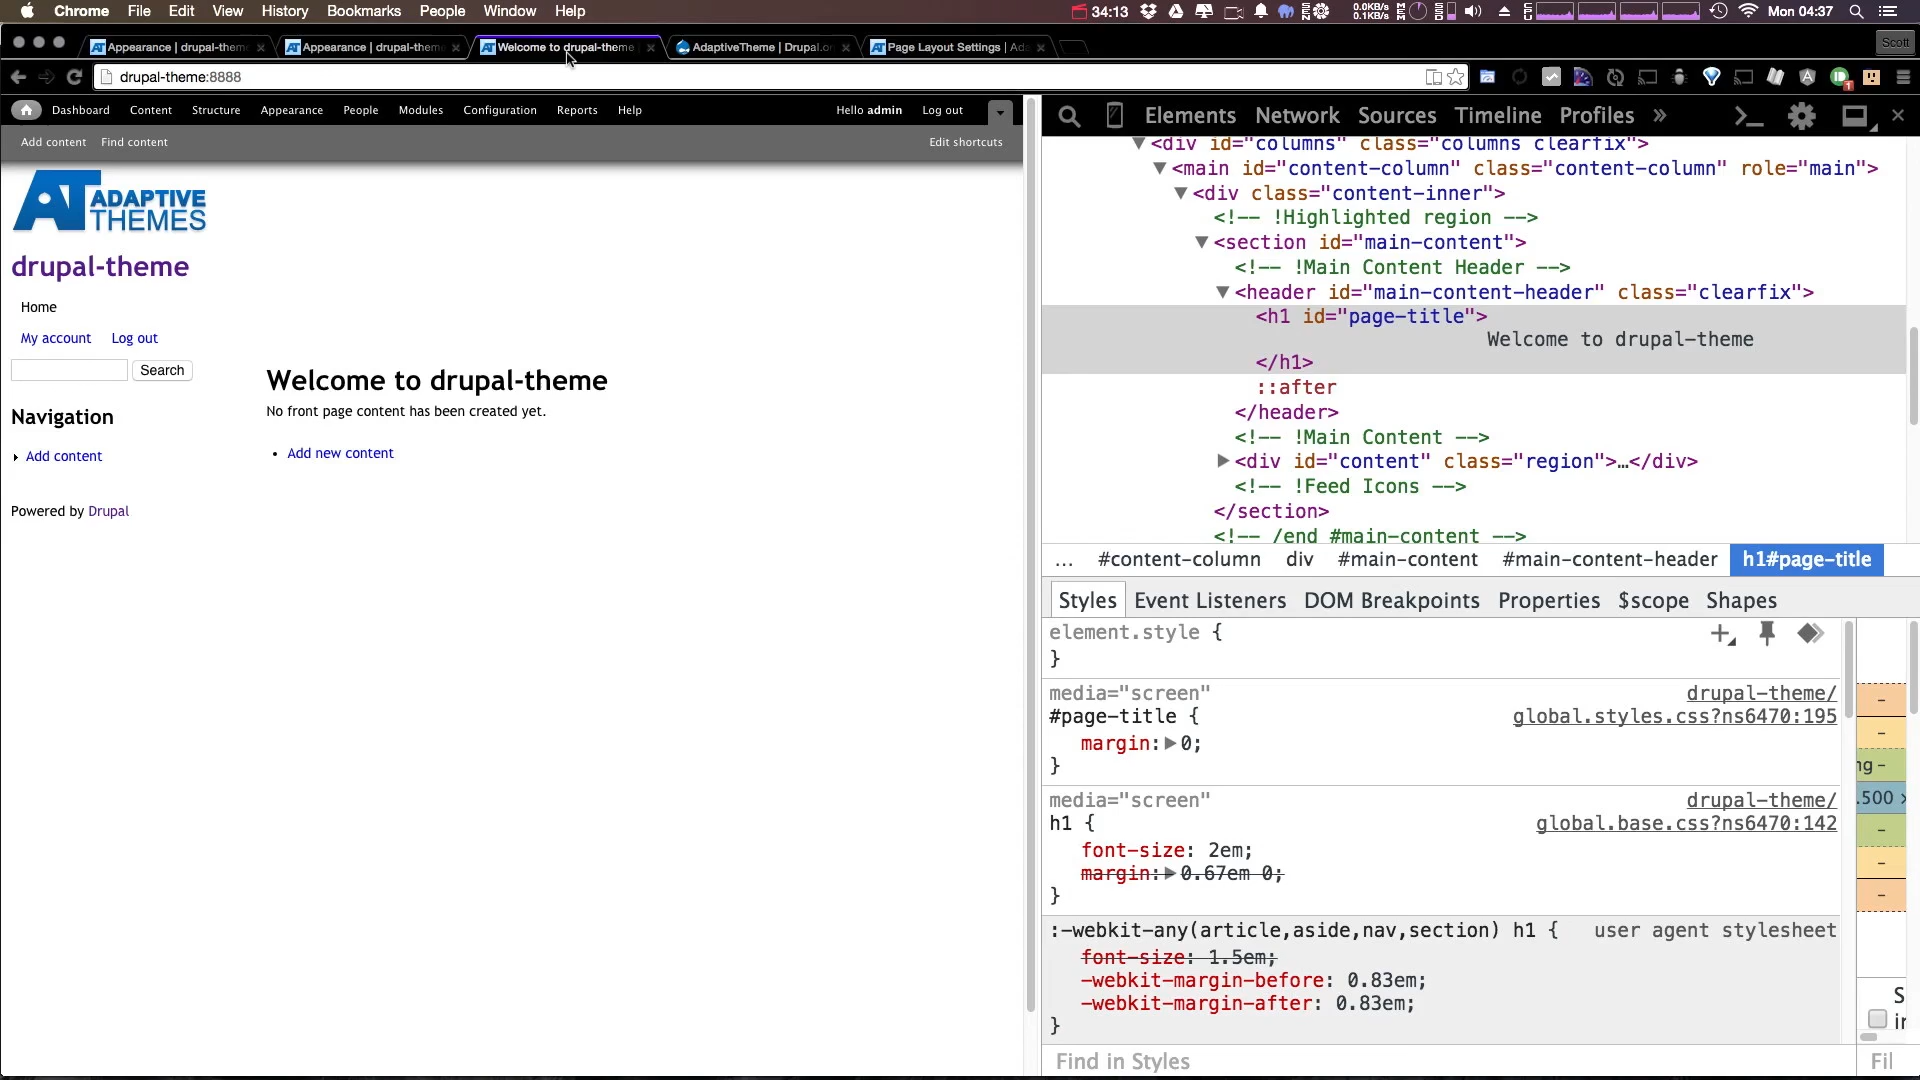 Chrome File Edit View History Bookmarks People Window Help 34:13 0.0KB/s 0.1KB/s Mon 04:37
Appearance | drupal-theme Appearance | drupal-them Welcome to drupal-theme AdaptiveTheme | Drupal.o Page Layout Settings | Ada Scott
drupal-theme:8888
Dashboard Content Structure Appearance People Modules Configuration Reports Help Hello admin Log out
Add content Find content Edit shortcuts
AT ADAPTIVE THEMES
drupal-theme
Home
My account Log out
Search
Navigation
Add content
Powered by Drupal
Welcome to drupal-theme
No front page content has been created yet.
Add new content
Elements Network Sources Timeline Profiles »
<div id="columns" class="columns clearfix">
<main id="content-column" class="content-column" role="main">
<div class="content-inner">
<!-- !Highlighted region -->
<section id="main-content">
<!-- !Main Content Header -->
<header id="main-content-header" class="clearfix">
<h1 id="page-title">
Welcome to drupal-theme
</h1>
::after
</header>
<!-- !Main Content -->
<div id="content" class="region">…</div>
<!-- !Feed Icons -->
</section>
<!-- /end #main-content -->
... #content-column div #main-content #main-content-header h1#page-title
Styles Event Listeners DOM Breakpoints Properties $scope Shapes
element.style {
}
media="screen" drupal-theme/
#page-title { global.styles.css?ns6470:195
margin: 0;
}
media="screen" drupal-theme/
h1 { global.base.css?ns6470:142
font-size: 2em;
margin: 0.67em 0;
}
:-webkit-any(article,aside,nav,section) h1 { user agent stylesheet
font-size: 1.5em;
-webkit-margin-before: 0.83em;
-webkit-margin-after: 0.83em;
}
Find in Styles
ng -
.500 ×
S
Fil